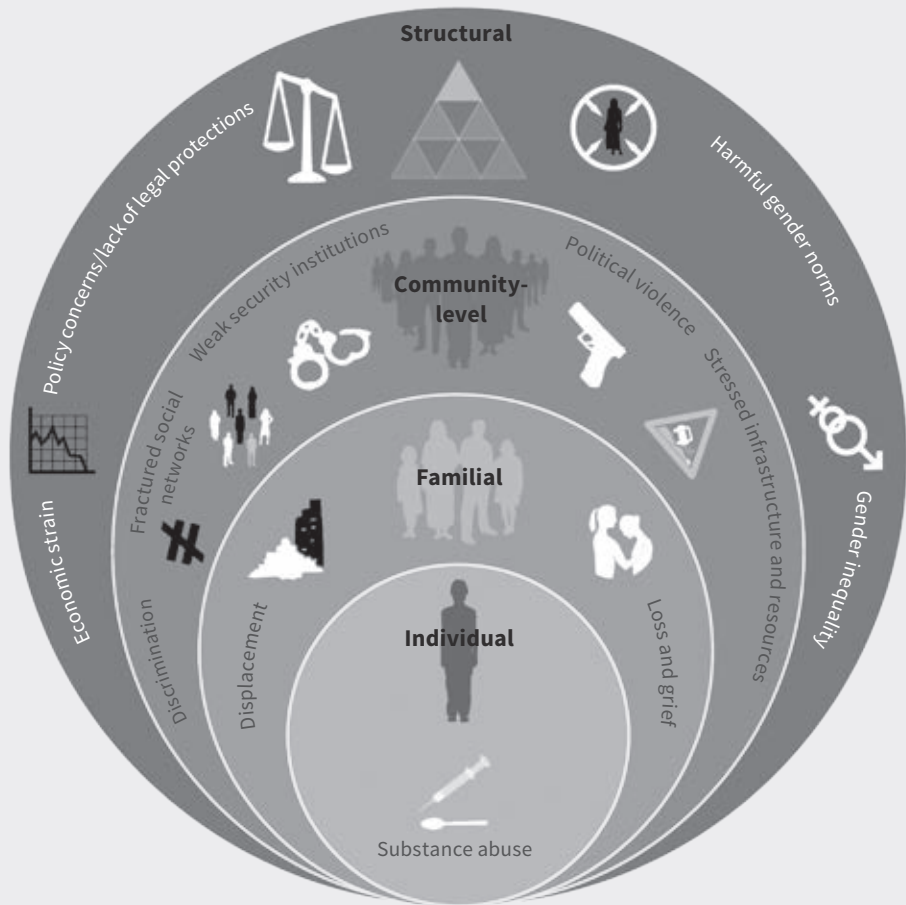 Structural
Policy concerns/lack of legal protections
Harmful gender norms
Economic strain
Gender inequality
Community-
level
Weak security institutions
Political violence
Fractured social
networks
Stressed infrastructure and resources
Discrimination
Familial
Displacement
Loss and grief
Individual
Substance abuse